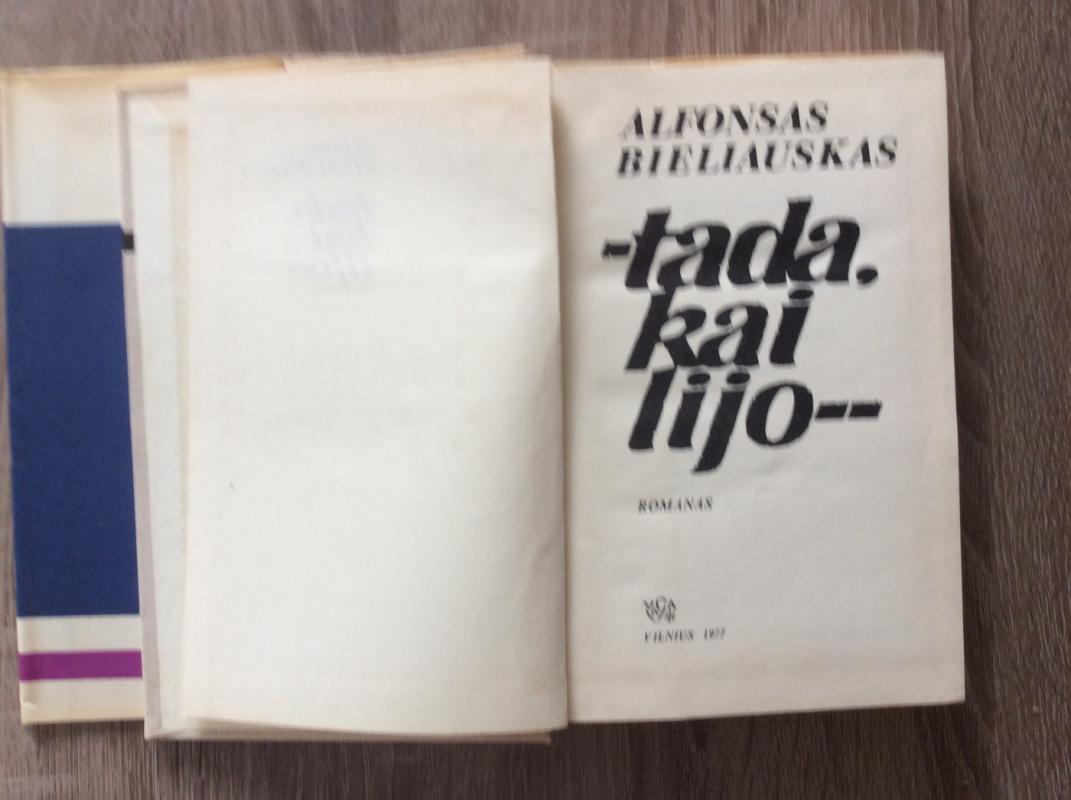 ALFONSAS
BIELIAUSKAS
-tada,
kai
lijo--
ROMANAS
VILNIUS 1977